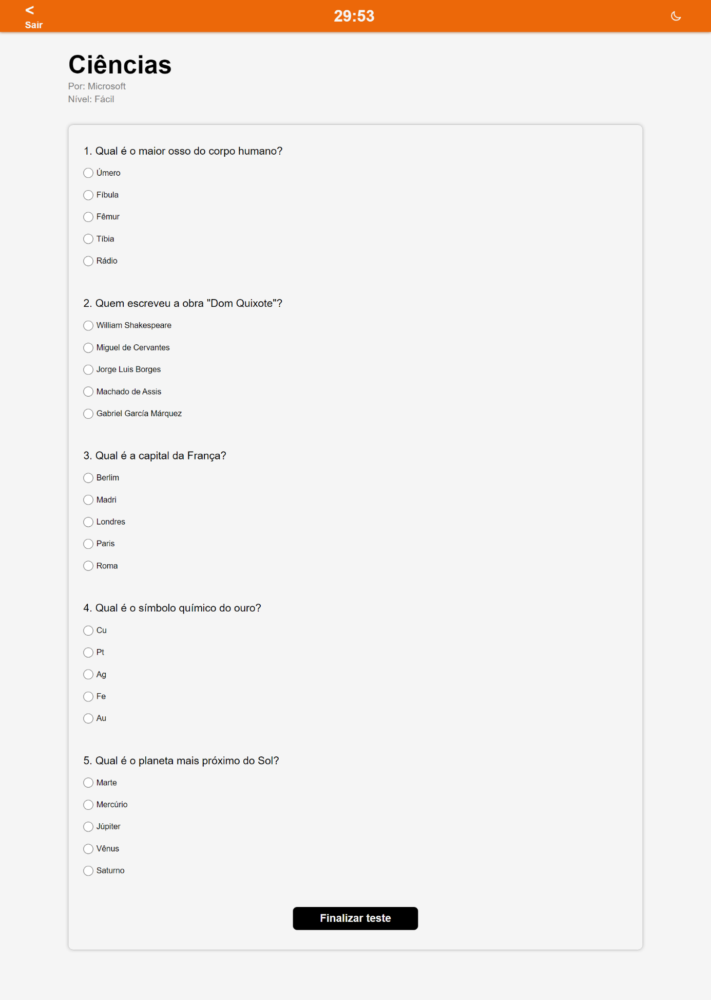 <
Sair
29:53
Ciências
Por: Microsoft
Nível: Fácil
1. Qual é o maior osso do corpo humano?
Úmero
Fíbula
Fêmur
Tíbia
Rádio
2. Quem escreveu a obra "Dom Quixote"?
William Shakespeare
Miguel de Cervantes
Jorge Luis Borges
Machado de Assis
Gabriel García Márquez
3. Qual é a capital da França?
Berlim
Madri
Londres
Paris
Roma
4. Qual é o símbolo químico do ouro?
Cu
Pt
Ag
Fe
Au
5. Qual é o planeta mais próximo do Sol?
Marte
Mercúrio
Júpiter
Vênus
Saturno
Finalizar teste